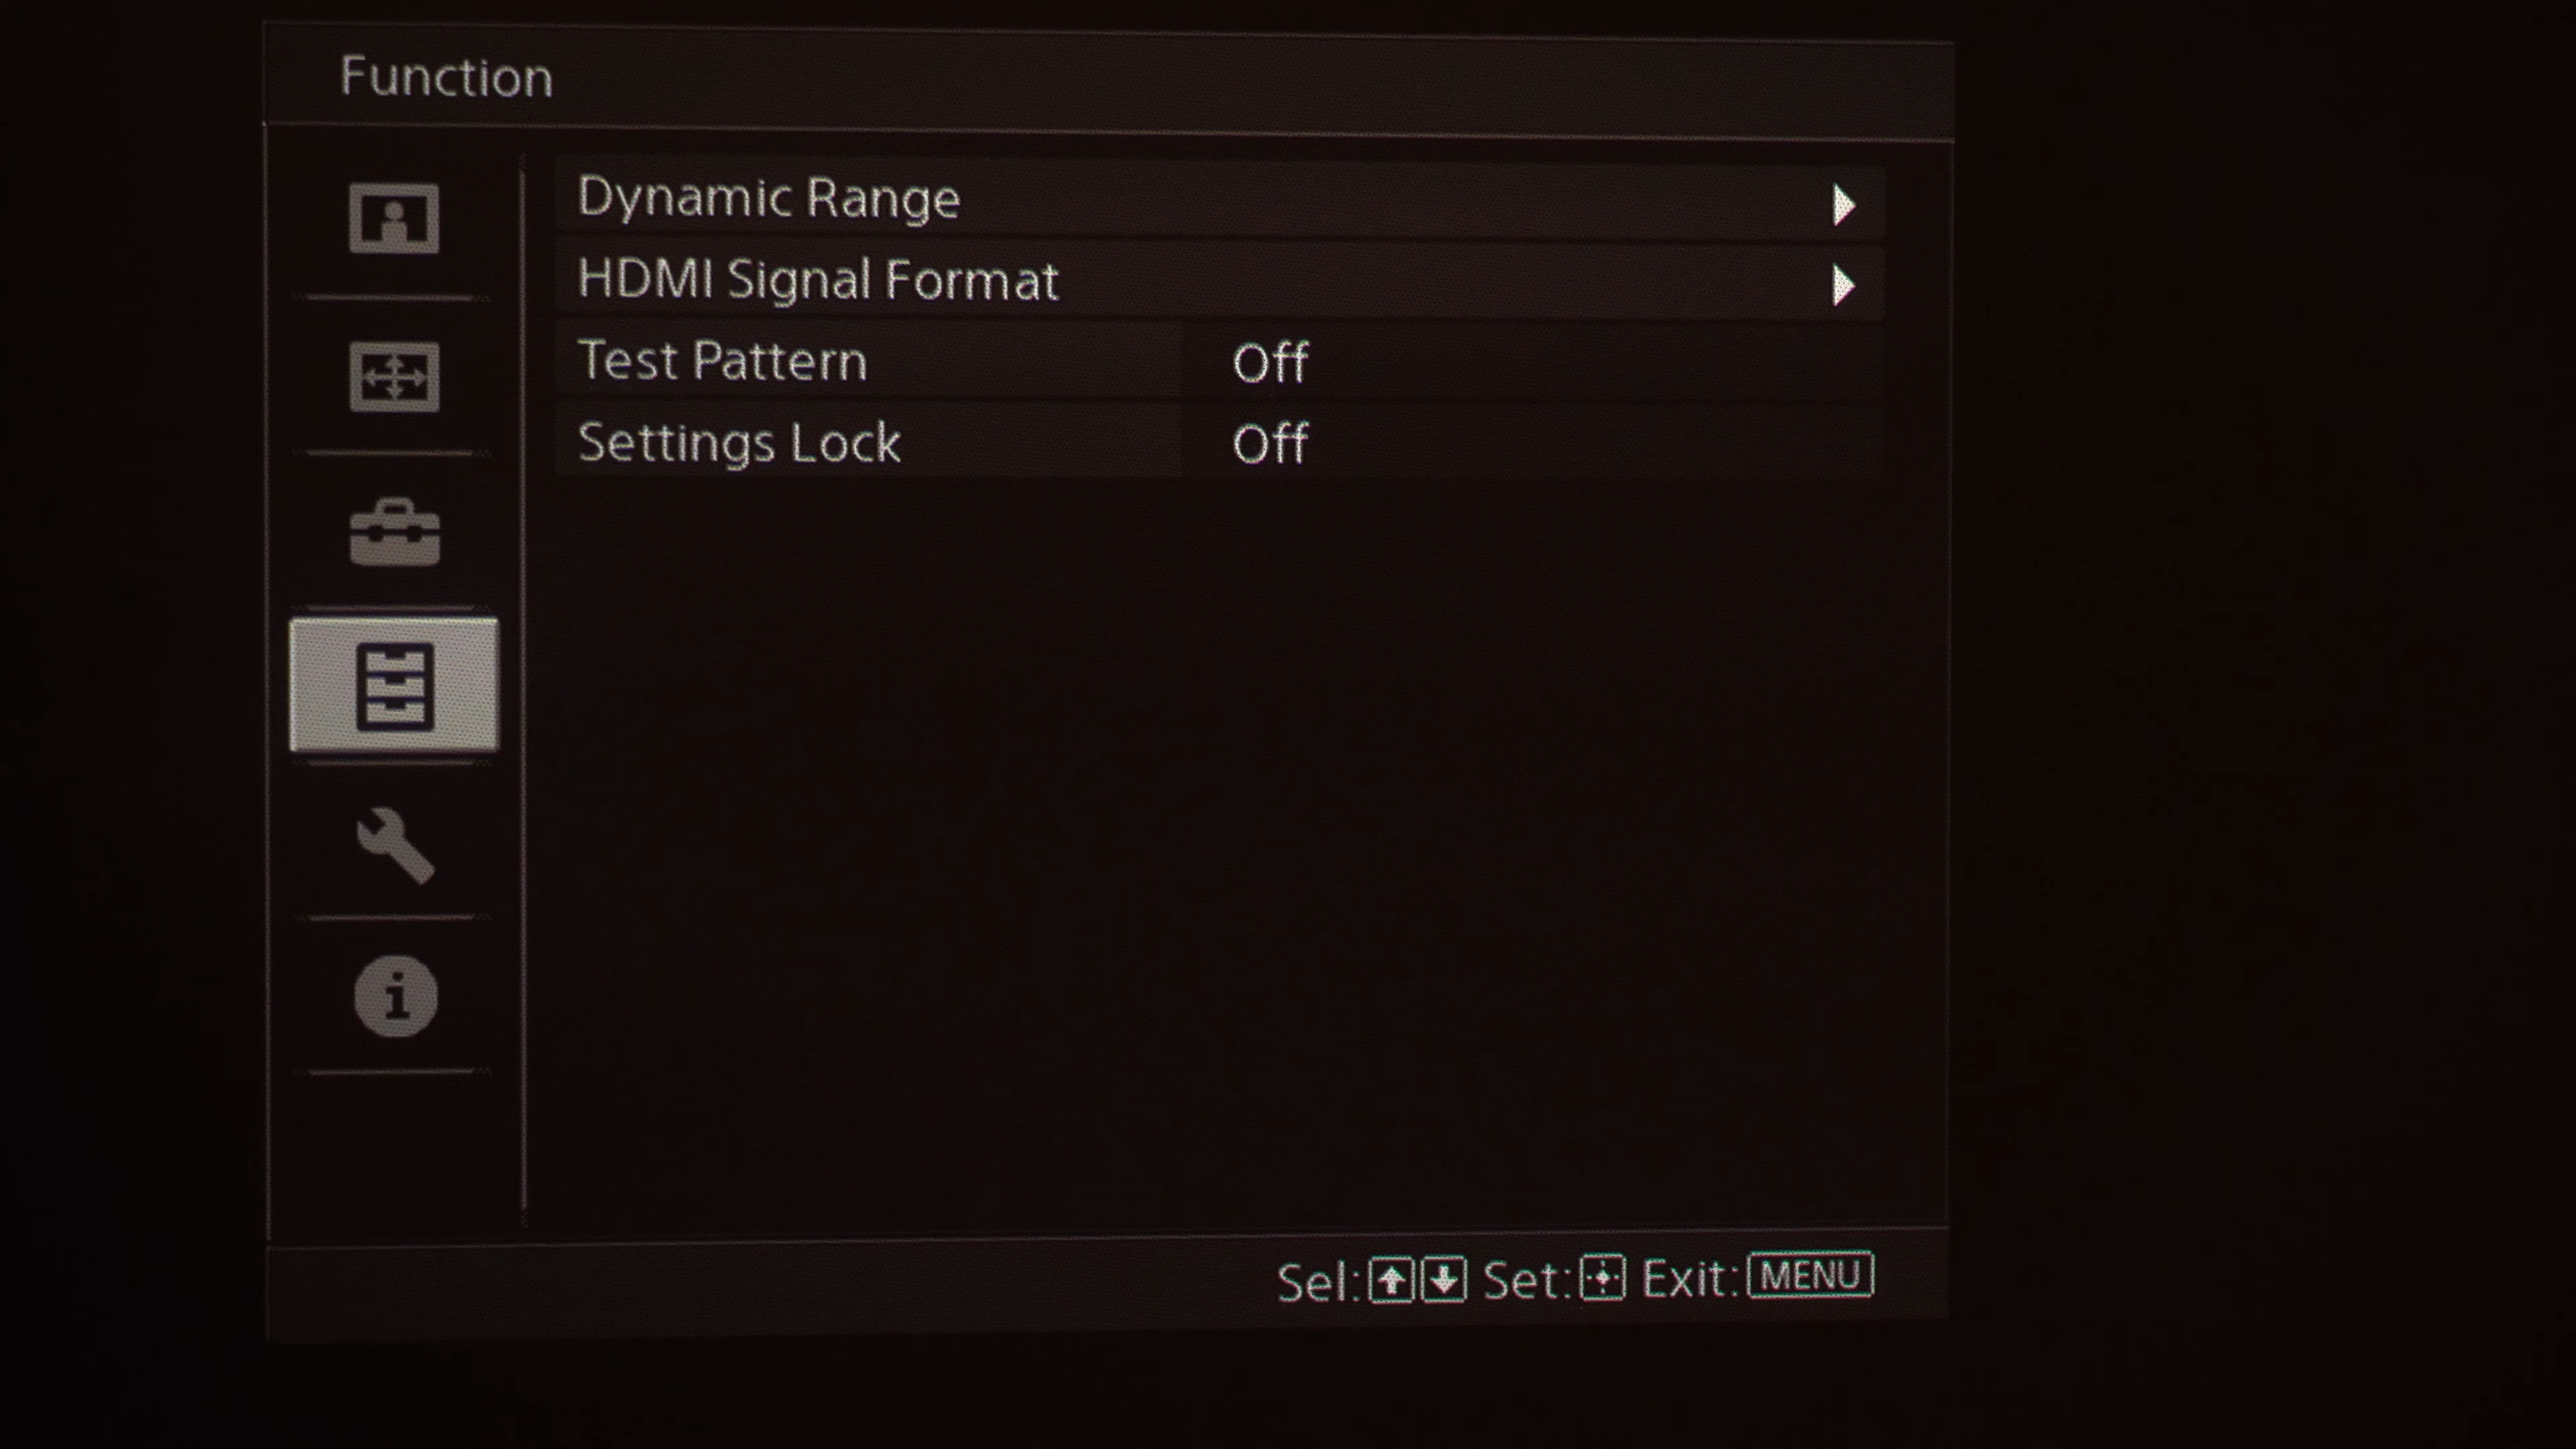 Function
Dynamic Range
HDMI Signal Format
Test Pattern Off
Settings Lock Off
Sel: Set: Exit: MENU